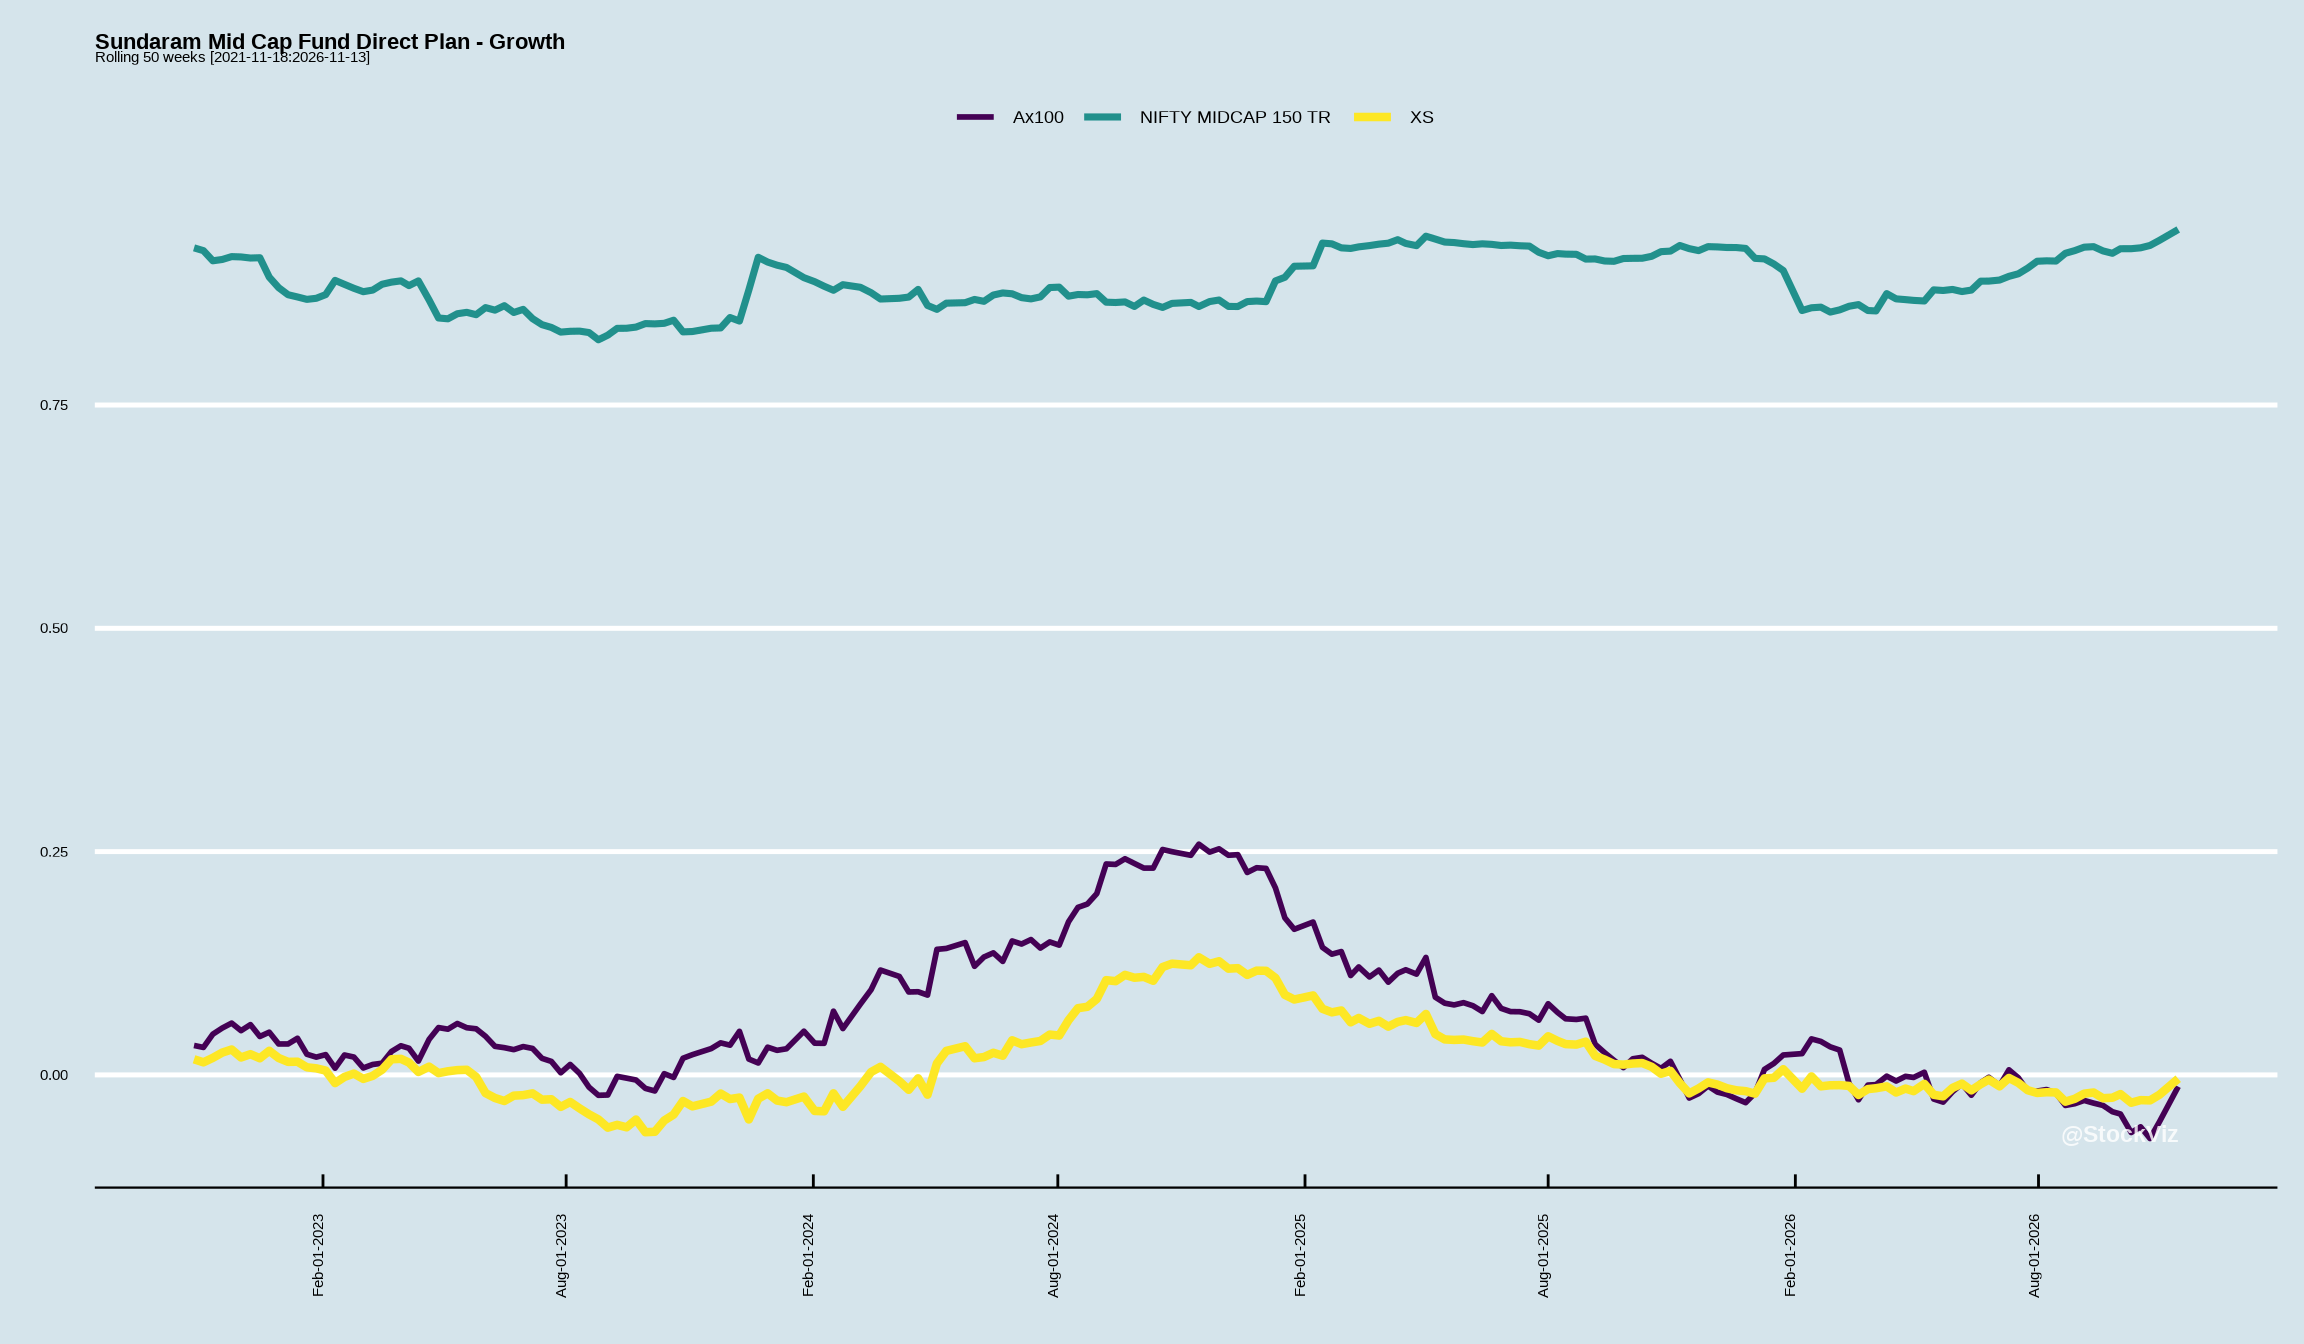 Sundaram Mid Cap Fund Direct Plan - Growth
Rolling 50 weeks [2021-11-18:2026-11-13]
Ax100 NIFTY MIDCAP 150 TR XS
0.75
0.50
0.25
0.00
@StockViz
Feb-01-2023 Aug-01-2023 Feb-01-2024 Aug-01-2024 Feb-01-2025 Aug-01-2025 Feb-01-2026 Aug-01-2026